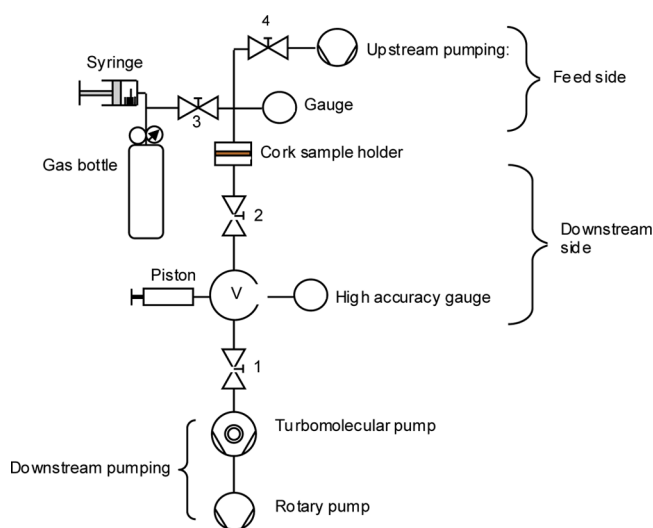 4
Upstream pumping:
Syringe
Feed side
Gauge
3
Cork sample holder
Gas bottle
2
Downstream
side
Piston
V
High accuracy gauge
1
Turbomolecular pump
Downstream pumping
Rotary pump